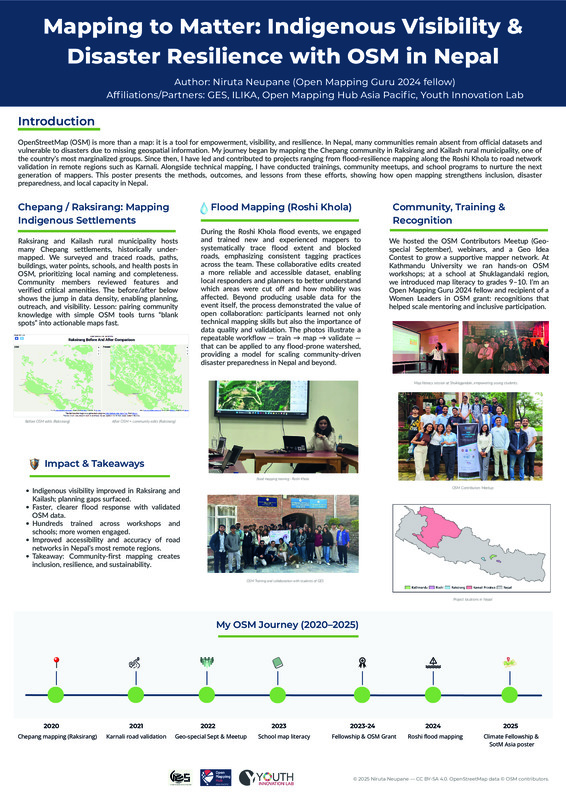 Mapping to Matter: Indigenous Visibility &
Disaster Resilience with OSM in Nepal
Author: Niruta Neupane (Open Mapping Guru 2024 fellow)
Affiliations/Partners: GES, ILIKA, Open Mapping Hub Asia Pacific, Youth Innovation Lab
Introduction
OpenStreetMap (OSM) is more than a map: it is a tool for empowerment, visibility, and resilience. In Nepal, many communities remain absent from official datasets and
vulnerable to disasters due to missing geospatial information. My journey began by mapping the Chepang community in Raksirang and Kailash rural municipality, one of
the country's most marginalized groups. Since then, I have led and contributed to projects ranging from flood-resilience mapping along the Roshi Khola to road network
validation in remote regions such as Karnali. Alongside technical mapping, I have trained, conducted community, meetups, and school programs to nurture the next
generation of mappers. This poster presents the methods, outcomes, and lessons from these efforts, showing how open mapping strengthens inclusion, disaster
preparedness, and local capacity in Nepal.
Chepang / Raksirang: Mapping
Indigenous Settlements
Raksirang and Kailash rural municipality hosts
many Chepang settlements, historically under-
mapped. We surveyed and traced roads, paths,
buildings, water points, schools, and health posts in
OSM, prioritizing local naming and completeness.
Community members reviewed features and
verified critical amenities. The before/after below
shows the jump in data density, enabling planning,
outreach, and visibility. Lesson: pairing community
knowledge with simple OSM tools turns "blank
spots" into actionable maps fast.
Raksirang Before And After Comparison
Before OSM edits (Raksirang)
After OSM + community edits (Raksirang)
Impact & Takeaways
• Indigenous visibility improved in Raksirang and
Kailash; planning gaps surfaced.
• Faster, clearer flood response with validated
OSM data.
• Hundreds trained across workshops and
schools; more women engaged.
• Improved accessibility and accuracy of road
networks in Nepal's most remote regions.
• Takeaway: Community-first mapping creates
inclusion, resilience, and sustainability.
Flood Mapping (Roshi Khola)
During the Roshi Khola flood events, we engaged
and trained new and experienced mappers to
systematically trace flood extent and blocked
roads, emphasizing consistent tagging practices
across the team. These collaborative edits created
a more reliable and accessible dataset, enabling
local responders and planners to better understand
which areas were cut off and how mobility was
affected. Beyond producing usable data for the
event itself, the process demonstrated the value of
open collaboration: participants learned not only
technical mapping skills but also the importance of
data quality and validation. The photos illustrate a
repeatable workflow — train → map → validate —
that can be applied to any flood-prone watershed,
providing a model for scaling community-driven
disaster preparedness in Nepal and beyond.
Flood mapping training - Roshi Khola
OSM Training and collaboration with students of GES
Community, Training &
Recognition
We hosted the OSM Contributors Meetup (Geo-
special September), webinars, and a Geo Idea
Contest to grow a supportive mapper network. At
Kathmandu University we ran hands-on OSM
workshops; at a school at Shuklagandaki region,
we introduced map literacy to grades 9–10. I'm an
Open Mapping Guru 2024 fellow and recipient of a
Women Leaders in OSM grant: recognitions that
helped scale mentoring and inclusive participation.
Map literacy session at Shuklagandaki, empowering young students
OSM Contributors Meetup
Kathmandu
Roshi
Raksirang
Karnali Province
Nepal
Project locations in Nepal
My OSM Journey (2020–2025)
2020
Chepang mapping (Raksirang)
2021
Karnali road validation
2022
Geo-special Sept & Meetup
2023
School map literacy
2023-24
Fellowship & OSM Grant
2024
Roshi flood mapping
2025
Climate Fellowship &
SotM Asia poster
Open
Mapping
YOUTH
INNOVATION LAB
© 2025 Niruta Neupane — CC BY-SA 4.0. OpenStreetMap data © OSM contributors.